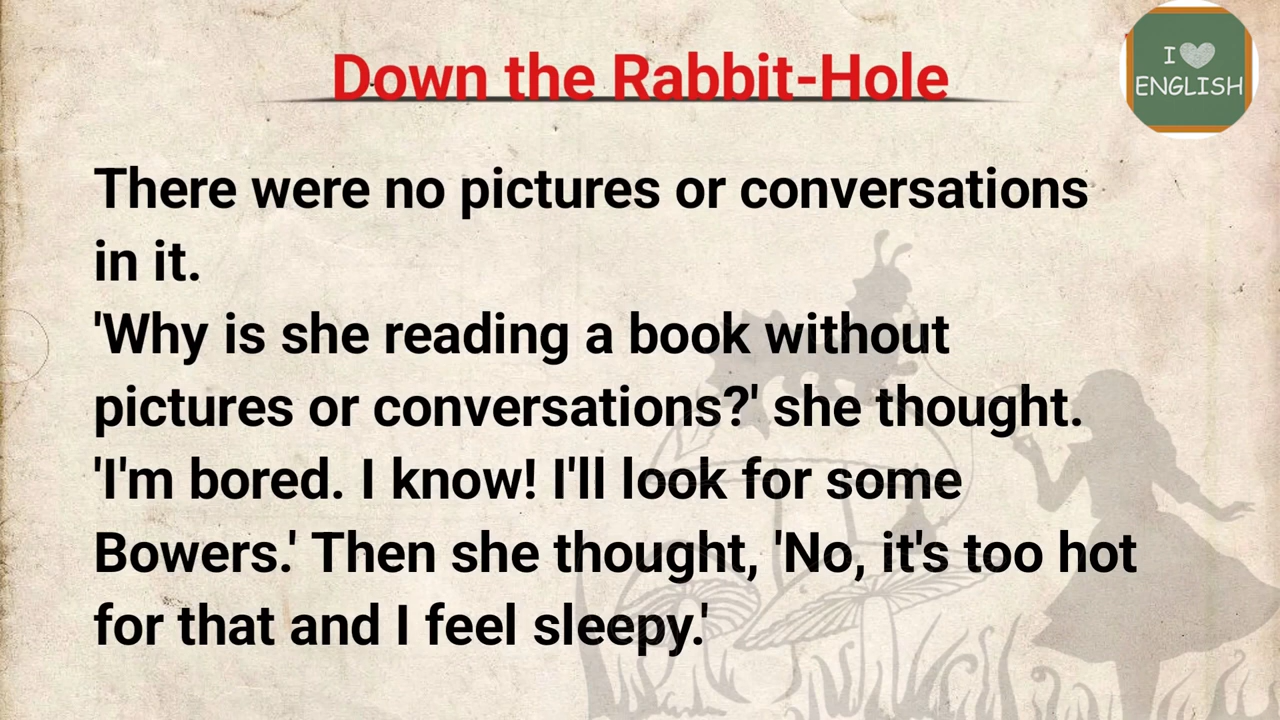 Down the Rabbit-Hole
I
ENGLISH
There were no pictures or conversations
in it.
'Why is she reading a book without
pictures or conversations?' she thought.
'I'm bored. I know! I'll look for some
Bowers.' Then she thought, 'No, it's too hot
for that and I feel sleepy.'